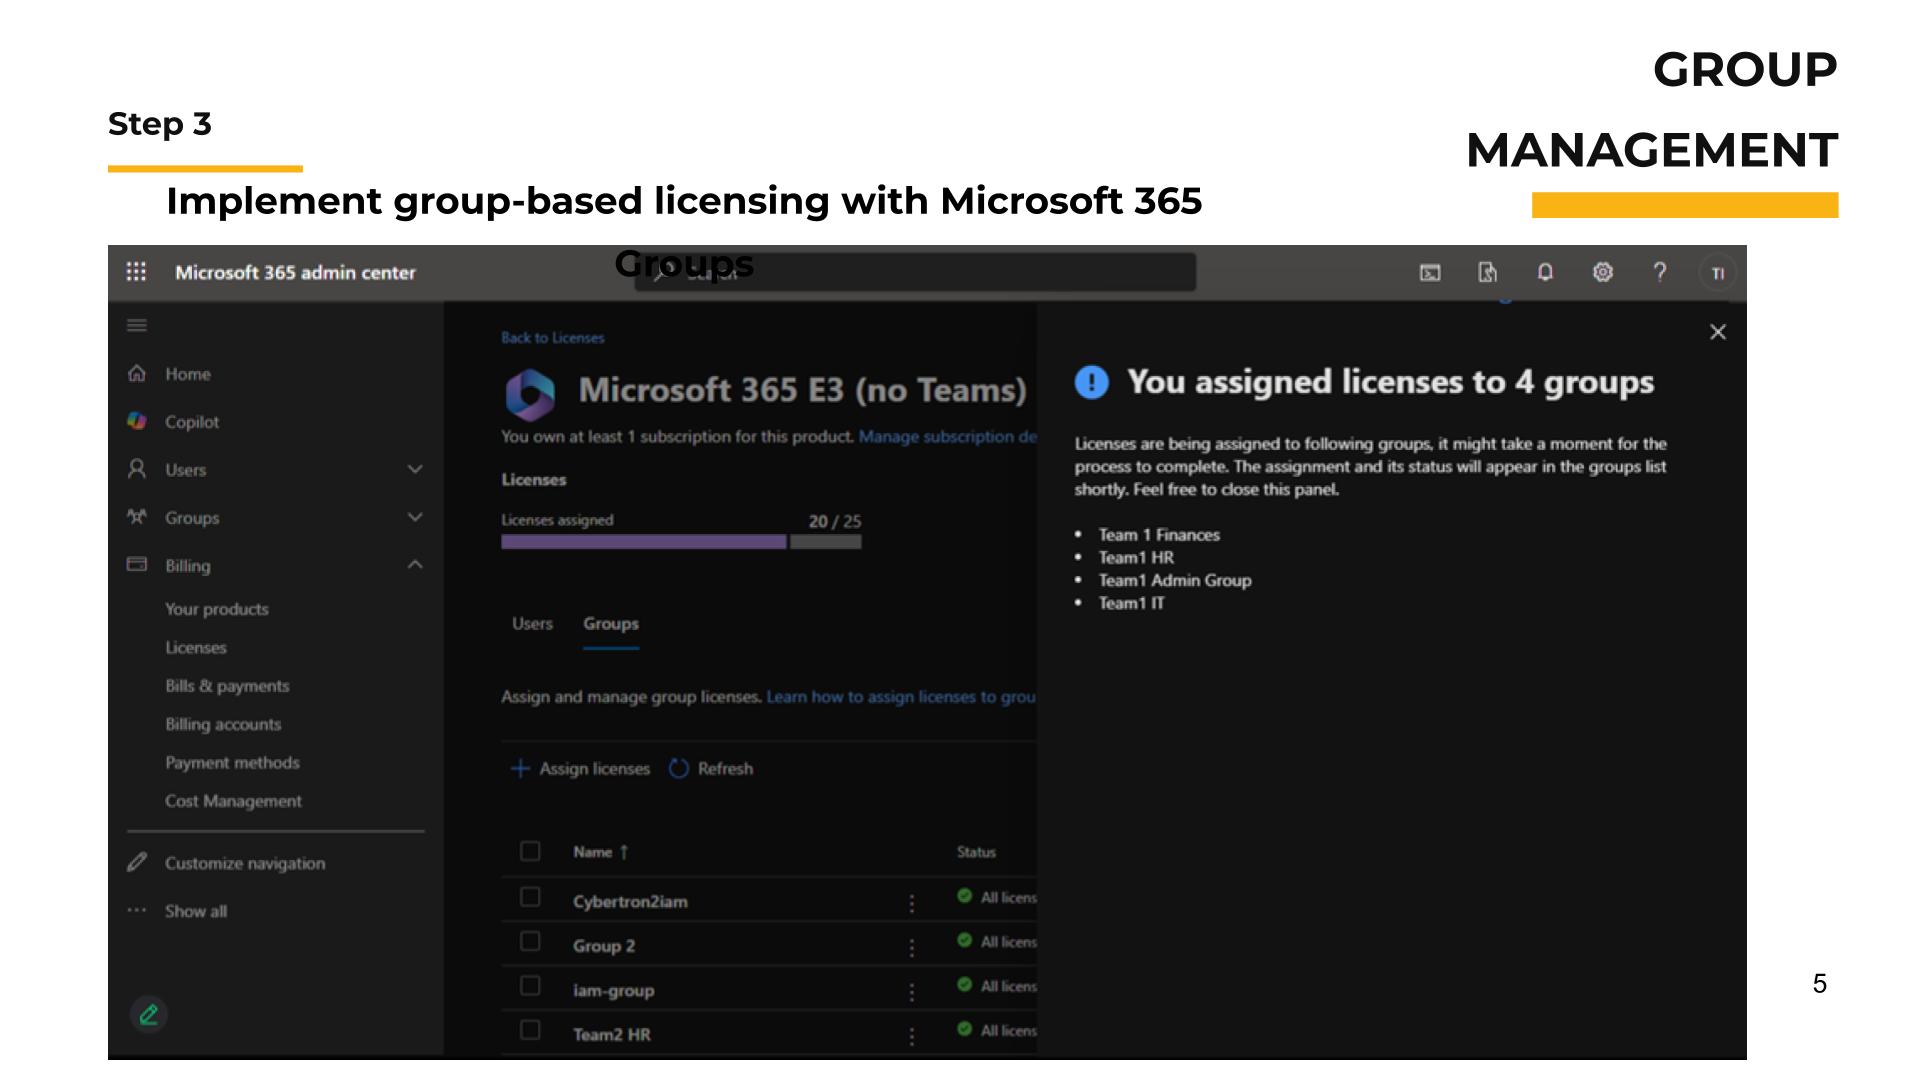 GROUP
MANAGEMENT
Step 3
Implement group-based licensing with Microsoft 365
Groups
Microsoft 365 admin center
Search
TI
Home
Copilot
Users
Groups
Billing
Your products
Licenses
Bills & payments
Billing accounts
Payment methods
Cost Management
Customize navigation
Show all
Back to Licenses
Microsoft 365 E3 (no Teams)
You own at least 1 subscription for this product. Manage subscription de
Licenses
Licenses assigned 20 / 25
Users Groups
Assign and manage group licenses. Learn how to assign licenses to grou
Assign licenses Refresh
Name ↑ Status
Cybertron2iam All licens
Group 2 All licens
iam-group All licens
Team2 HR All licens
You assigned licenses to 4 groups
Licenses are being assigned to following groups, it might take a moment for the
process to complete. The assignment and its status will appear in the groups list
shortly. Feel free to close this panel.
• Team 1 Finances
• Team1 HR
• Team1 Admin Group
• Team1 IT
5